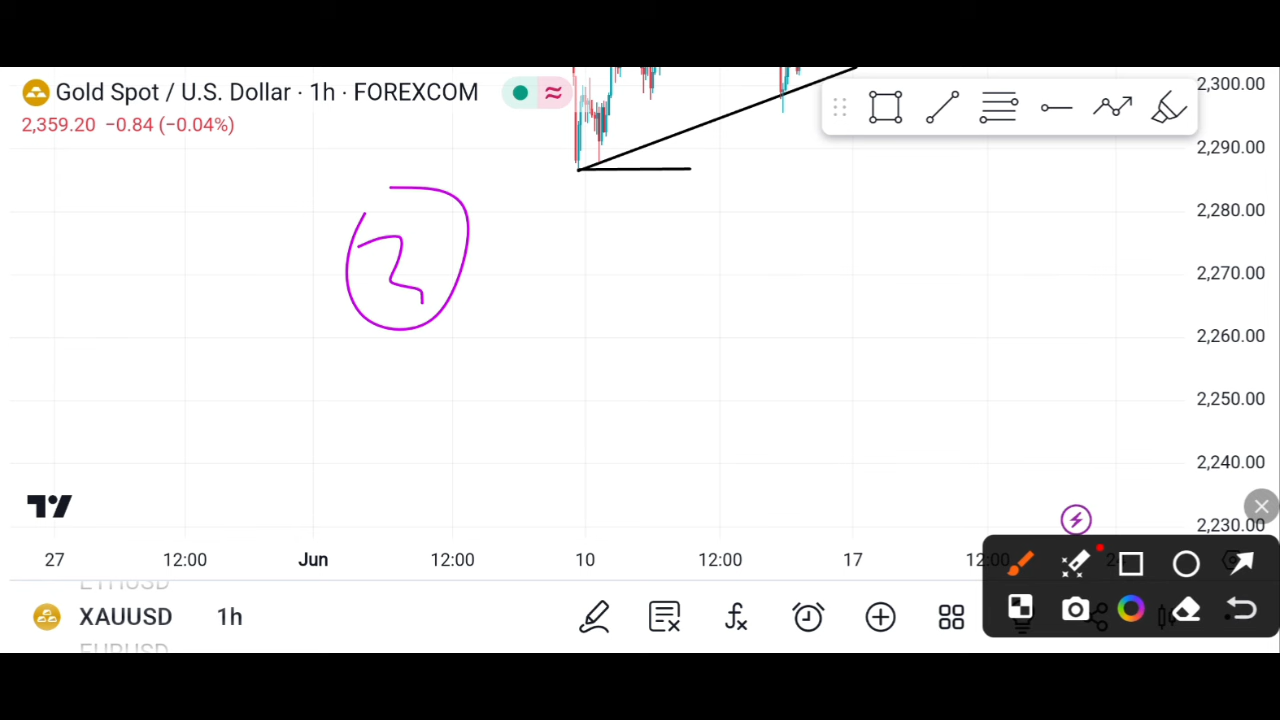 Gold Spot / U.S. Dollar · 1h · FOREXCOM
2,359.20 −0.84 (−0.04%)
2,300.00
2,290.00
2,280.00
2,270.00
2,260.00
2,250.00
2,240.00
2,230.00
27 12:00 Jun 12:00 10 12:00 17 12:00
ETHUSD
XAUUSD 1h
EURUSD